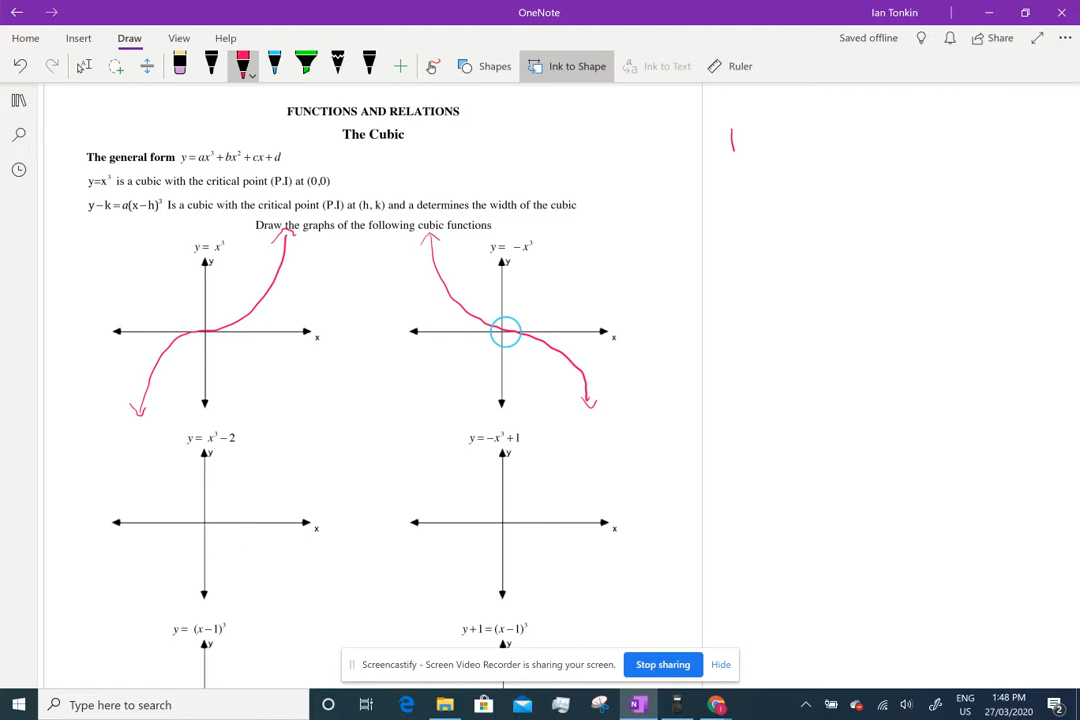 OneNote
Ian Tonkin
Home Insert Draw View Help
Saved offline
Share
Shapes
Ink to Shape
Ink to Text
Ruler
FUNCTIONS AND RELATIONS
The Cubic
The general form y = ax³ + bx² + cx + d
y=x³ is a cubic with the critical point (P.I) at (0,0)
y − k = a(x − h)³ Is a cubic with the critical point (P.I) at (h, k) and a determines the width of the cubic
Draw the graphs of the following cubic functions
y = x³
y = −x³
y
y
x
x
y = x³ − 2
y = −x³ + 1
y
y
x
x
y = (x − 1)³
y + 1 = (x − 1)³
y
y
Screencastify - Screen Video Recorder is sharing your screen.
Stop sharing
Hide
Type here to search
ENG
US
1:48 PM
27/03/2020
2